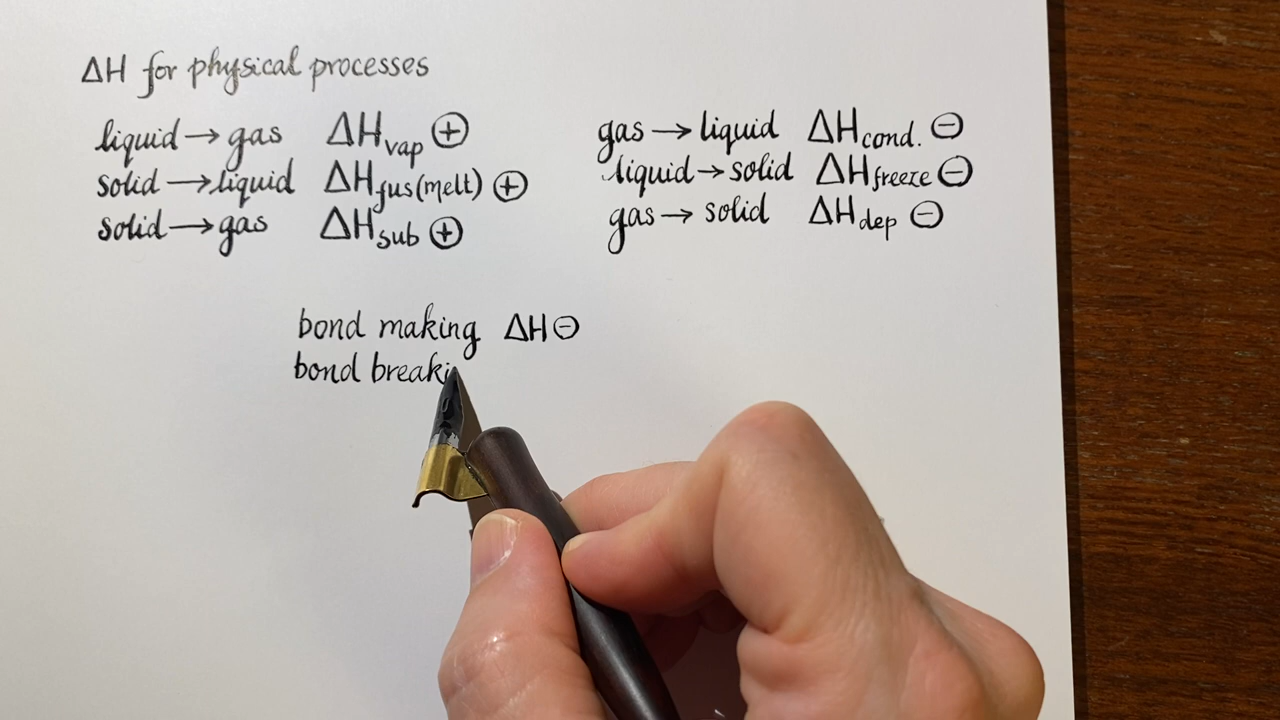 ΔH for physical processes
liquid → gas ΔHvap ⊕
solid → liquid ΔHfus(melt) ⊕
solid → gas ΔHsub ⊕
gas → liquid ΔHcond. ⊖
liquid → solid ΔHfreeze ⊖
gas → solid ΔHdep ⊖
bond making ΔH ⊖
bond breaki